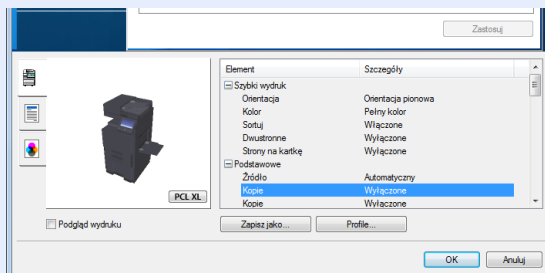 Zastosuj
Element Szczegóły
Szybki wydruk
Orientacja Orientacja pionowa
Kolor Pełny kolor
Sortuj Włączone
Dwustronne Wyłączone
Strony na kartkę Wyłączone
Podstawowe
Źródło Automatyczny
Kopie Wyłączone
Kopie Wyłączone
PCL XL
Podgląd wydruku Zapisz jako... Profile...
OK Anuluj